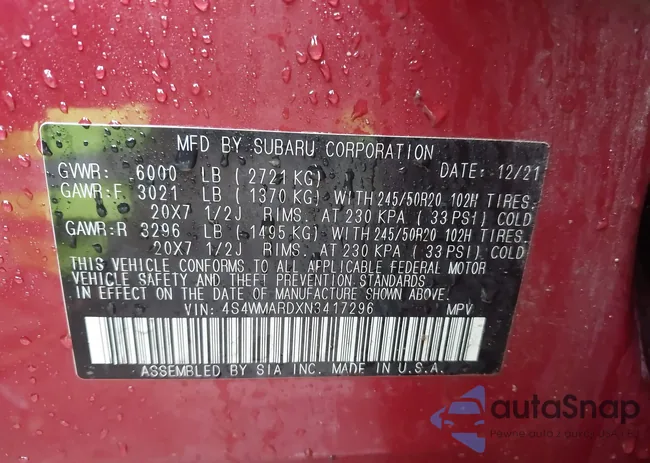 MFD BY SUBARU CORPORATION
GVWR: 6000 LB (2721 KG) DATE: 12/21
GAWR:F 3021 LB (1370 KG) WITH 245/50R20 102H TIRES.
20X7 1/2J RIMS. AT 230 KPA (33 PSI) COLD
GAWR:R 3296 LB (1495 KG) WITH 245/50R20 102H TIRES.
20X7 1/2J RIMS. AT 230 KPA (33 PSI) COLD
THIS VEHICLE CONFORMS TO ALL APPLICABLE FEDERAL MOTOR
VEHICLE SAFETY AND THEFT PREVENTION STANDARDS
IN EFFECT ON THE DATE OF MANUFACTURE SHOWN ABOVE.
VIN: 4S4WMARDXN3417296 MPV
ASSEMBLED BY SIA INC. MADE IN U.S.A.
autoSnap